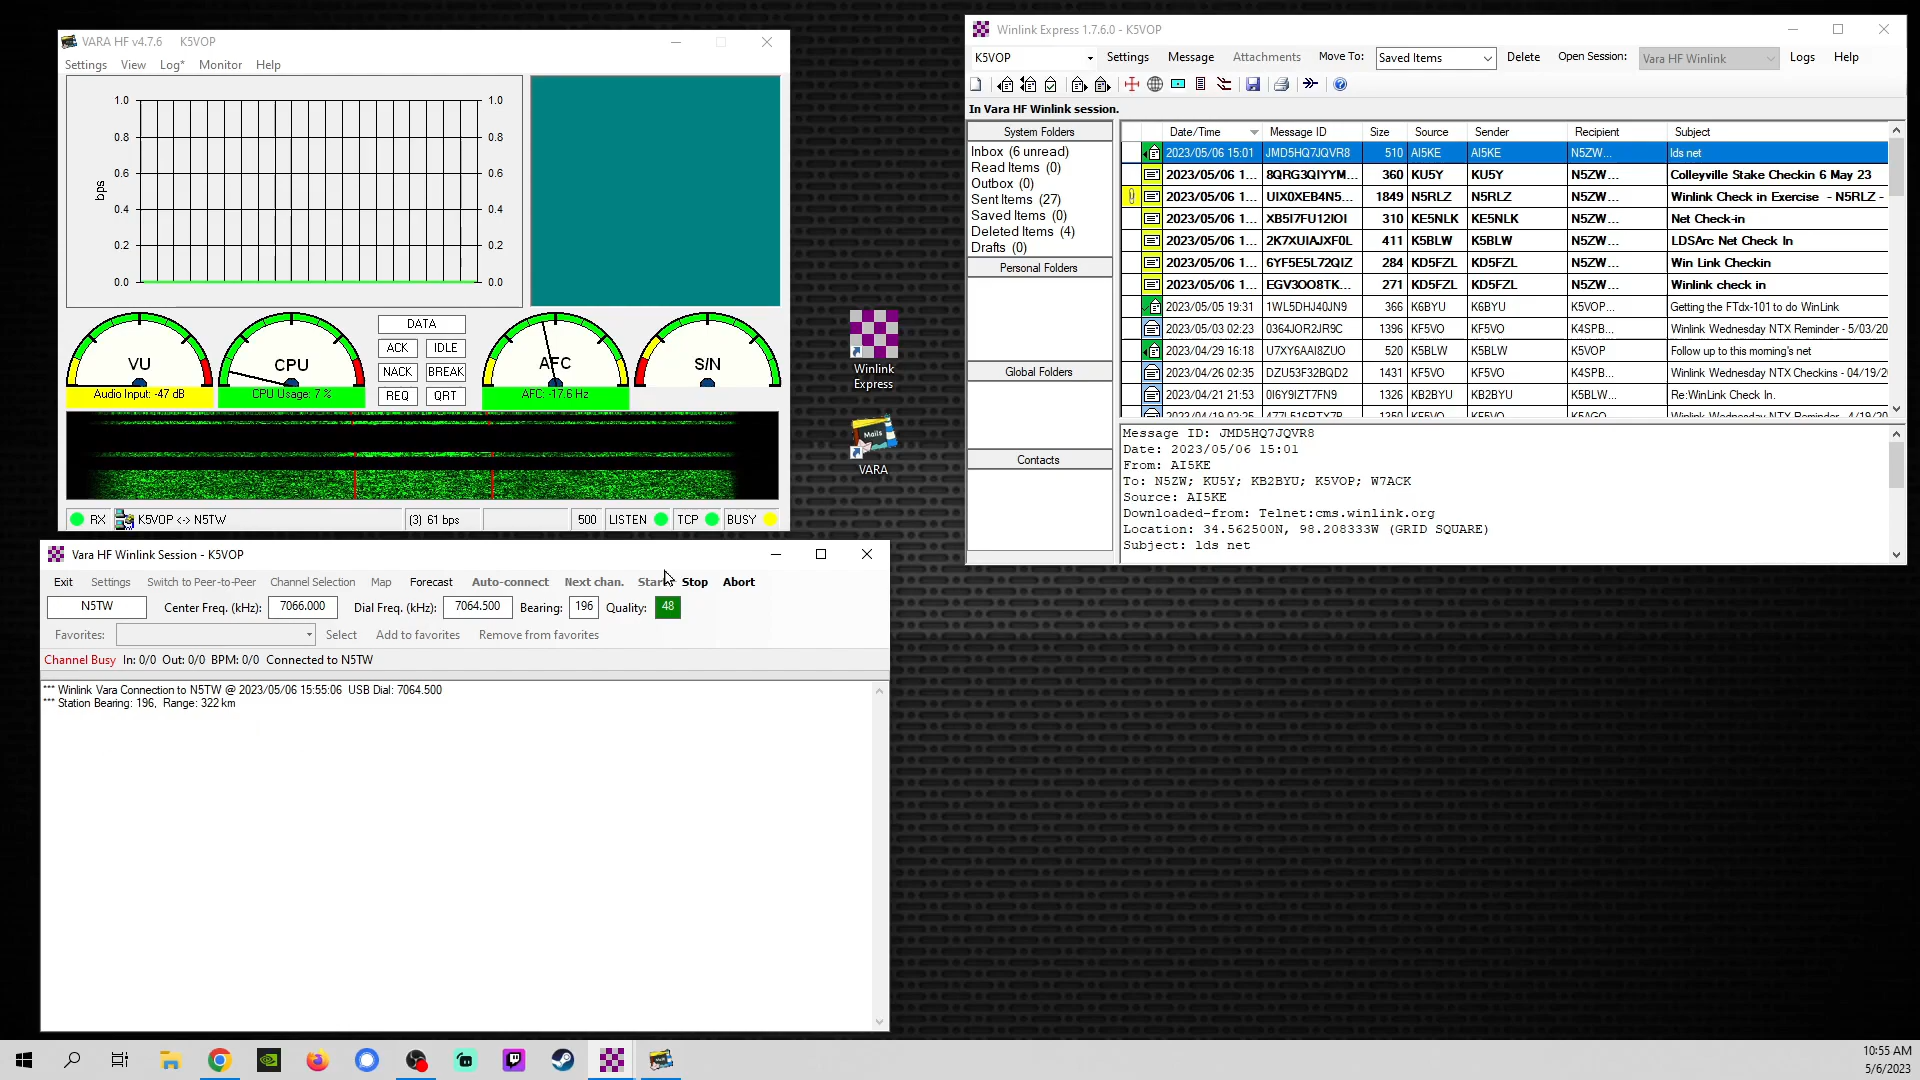 VARA HF v4.7.6 K5VOP
Settings View Log* Monitor Help
1.0 1.0
0.8 0.8
0.6 0.6
0.4 0.4
0.2 0.2
0.0 0.0
bps
VU
Audio Input: -47 dB
CPU
CPU Usage: 7 %
DATA
ACK IDLE
NACK BREAK
REQ QRT
AFC
AFC: -17.6 Hz
S/N
RX K5VOP <-> N5TW (3) 61 bps 500 LISTEN TCP BUSY
Winlink
Express
Mails
VARA
Vara HF Winlink Session - K5VOP
Exit Settings Switch to Peer-to-Peer Channel Selection Map Forecast Auto-connect Next chan. Start Stop Abort
N5TW Center Freq. (kHz): 7066.000 Dial Freq. (kHz): 7064.500 Bearing: 196 Quality: 48
Favorites: Select Add to favorites Remove from favorites
Channel Busy In: 0/0 Out: 0/0 BPM: 0/0 Connected to N5TW
*** Winlink Vara Connection to N5TW @ 2023/05/06 15:55:06 USB Dial: 7064.500
*** Station Bearing: 196, Range: 322 km
Winlink Express 1.7.6.0 - K5VOP
K5VOP Settings Message Attachments Move To: Saved Items Delete Open Session: Vara HF Winlink Logs Help
In Vara HF Winlink session.
System Folders
Inbox (6 unread)
Read Items (0)
Outbox (0)
Sent Items (27)
Saved Items (0)
Deleted Items (4)
Drafts (0)
Personal Folders
Global Folders
Contacts
Date/Time Message ID Size Source Sender Recipient Subject
2023/05/06 15:01 JMD5HQ7JQVR8 510 AI5KE AI5KE N5ZW... lds net
2023/05/06 1... 8QRG3QIYYM... 360 KU5Y KU5Y N5ZW... Colleyville Stake Checkin 6 May 23
2023/05/06 1... UIX0XEB4N5... 1849 N5RLZ N5RLZ N5ZW... Winlink Check in Exercise - N5RLZ -
2023/05/06 1... XB5I7FU12IOI 310 KE5NLK KE5NLK N5ZW... Net Check-in
2023/05/06 1... 2K7XUIAJXF0L 411 K5BLW K5BLW N5ZW... LDSArc Net Check In
2023/05/06 1... 6YF5E5L72QIZ 284 KD5FZL KD5FZL N5ZW... Win Link Checkin
2023/05/06 1... EGV3OO8TK... 271 KD5FZL KD5FZL N5ZW... Winlink check in
2023/05/05 19:31 1WL5DHJ40JN9 366 K6BYU K6BYU K5VOP... Getting the FTdx-101 to do WinLink
2023/05/03 02:23 0364JOR2JR9C 1396 KF5VO KF5VO K4SPB... Winlink Wednesday NTX Reminder - 5/03/20
2023/04/29 16:18 U7XY6AAI8ZUO 520 K5BLW K5BLW K5VOP Follow up to this morning's net
2023/04/26 02:35 DZU53F32BQD2 1431 KF5VO KF5VO K4SPB... Winlink Wednesday NTX Checkins - 04/19/2
2023/04/21 21:53 0I6Y9IZT7FN9 1326 KB2BYU KB2BYU K5BLW... Re:WinLink Check In.
Message ID: JMD5HQ7JQVR8
Date: 2023/05/06 15:01
From: AI5KE
To: N5ZW; KU5Y; KB2BYU; K5VOP; W7ACK
Source: AI5KE
Downloaded-from: Telnet:cms.winlink.org
Location: 34.562500N, 98.208333W (GRID SQUARE)
Subject: lds net
10:55 AM
5/6/2023